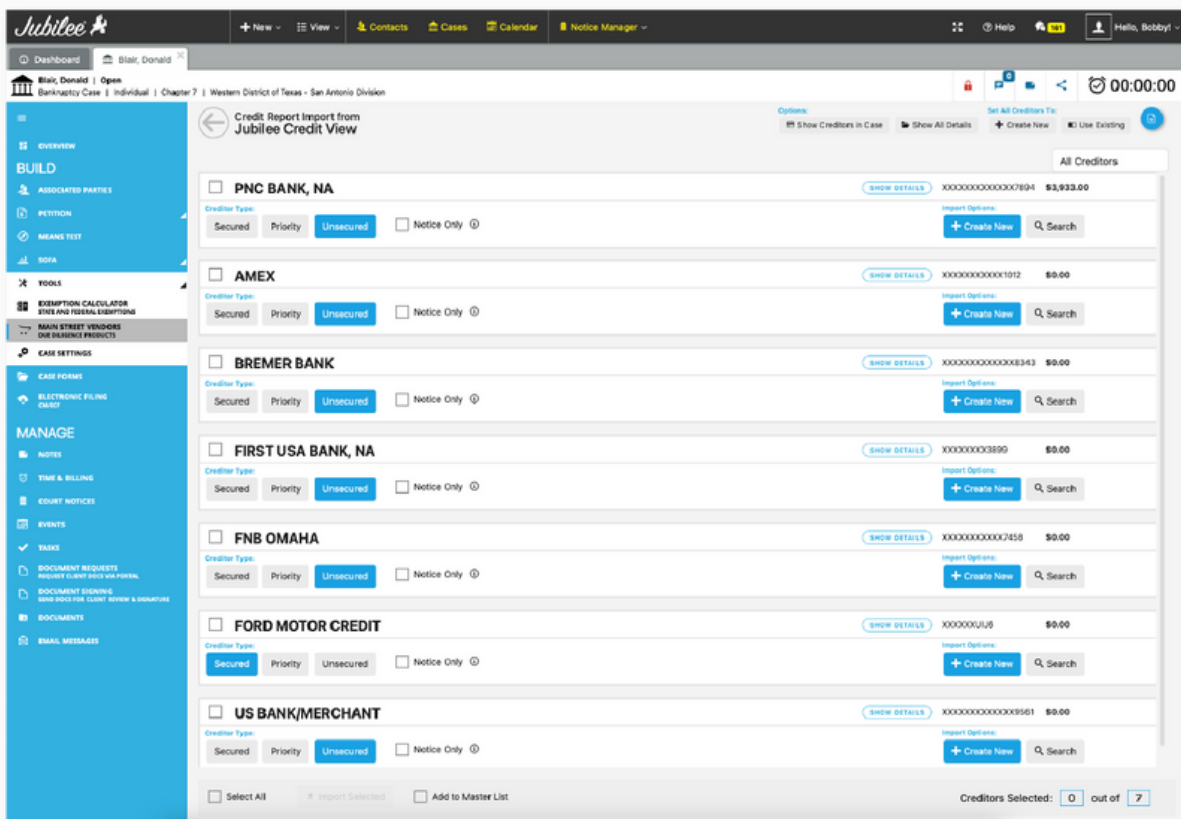 Jubilee
+ New
View
Contacts
Cases
Calendar
Notice Manager
Help
161
Hello, Bobby!
Dashboard
Blair, Donald
Blair, Donald | Open
Bankruptcy Case | Individual | Chapter 7 | Western District of Texas - San Antonio Division
0
00:00:00
OVERVIEW
BUILD
ASSOCIATED PARTIES
PETITION
MEANS TEST
SOFA
TOOLS
EXEMPTION CALCULATOR
STATE AND FEDERAL EXEMPTIONS
MAIN STREET VENDORS
DUE DILIGENCE PRODUCTS
CASE SETTINGS
CASE FORMS
ELECTRONIC FILING
CM/ECF
MANAGE
NOTES
TIME & BILLING
COURT NOTICES
EVENTS
TASKS
DOCUMENT REQUESTS
REQUEST CLIENT DOCS VIA PORTAL
DOCUMENT SIGNING
SEND DOCS FOR CLIENT REVIEW & SIGNATURE
DOCUMENTS
EMAIL MESSAGES
Credit Report Import from
Jubilee Credit View
Options:
Show Creditors in Case
Show All Details
Set All Creditors To:
+ Create New
Use Existing
All Creditors
PNC BANK, NA
SHOW DETAILS
XXXXXXXXXXXX7894 $3,933.00
Creditor Type:
Secured Priority Unsecured Notice Only
Import Options:
+ Create New Search
AMEX
SHOW DETAILS
XXXXXXXXXXX1012 $0.00
Creditor Type:
Secured Priority Unsecured Notice Only
Import Options:
+ Create New Search
BREMER BANK
SHOW DETAILS
XXXXXXXXXXXX8343 $0.00
Creditor Type:
Secured Priority Unsecured Notice Only
Import Options:
+ Create New Search
FIRST USA BANK, NA
SHOW DETAILS
XXXXXXXX3899 $0.00
Creditor Type:
Secured Priority Unsecured Notice Only
Import Options:
+ Create New Search
FNB OMAHA
SHOW DETAILS
XXXXXXXXXXX7458 $0.00
Creditor Type:
Secured Priority Unsecured Notice Only
Import Options:
+ Create New Search
FORD MOTOR CREDIT
SHOW DETAILS
XXXXXXUIJ6 $0.00
Creditor Type:
Secured Priority Unsecured Notice Only
Import Options:
+ Create New Search
US BANK/MERCHANT
SHOW DETAILS
XXXXXXXXXXXX9561 $0.00
Creditor Type:
Secured Priority Unsecured Notice Only
Import Options:
+ Create New Search
Select All Import Selected Add to Master List
Creditors Selected: 0 out of 7